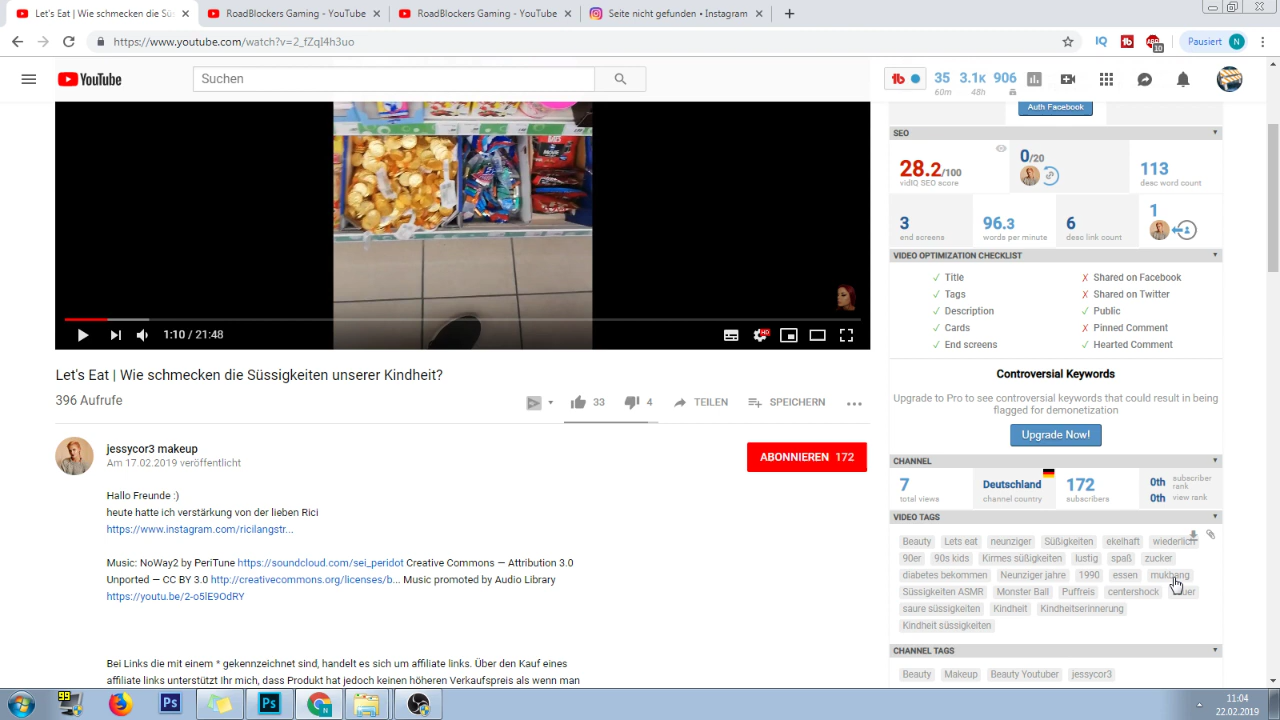 Let's Eat | Wie schmecken die Sü
RoadBlockers Gaming - YouTube
RoadBlockers Gaming - YouTube
Seite nicht gefunden • Instagram
https://www.youtube.com/watch?v=2_fZql4h3uo
IQ
10
Pausiert N
YouTube
Suchen
35 3.1K 906
60m 48h
Auth Facebook
SEO
28.2/100
vidIQ SEO score
0/20
113
desc word count
3
end screens
96.3
words per minute
6
desc link count
1
VIDEO OPTIMIZATION CHECKLIST
✓ Title ✗ Shared on Facebook
✓ Tags ✗ Shared on Twitter
✓ Description ✓ Public
✓ Cards ✗ Pinned Comment
✓ End screens ✓ Hearted Comment
Controversial Keywords
Upgrade to Pro to see controversial keywords that could result in being
flagged for demonetization
Upgrade Now!
CHANNEL
7
total views
Deutschland
channel country
172
subscribers
0th subscriber rank
0th view rank
VIDEO TAGS
Beauty Lets eat neunziger Süßigkeiten ekelhaft wiederlich
90er 90s kids Kirmes süßigkeiten lustig spaß zucker
diabetes bekommen Neunziger jahre 1990 essen mukbang
Süssigkeiten ASMR Monster Ball Puffreis centershock
saure süssigkeiten Kindheit Kindheitserinnerung
Kindheit süssigkeiten
CHANNEL TAGS
Beauty Makeup Beauty Youtuber jessycor3
1:10 / 21:48
HD
Let's Eat | Wie schmecken die Süssigkeiten unserer Kindheit?
396 Aufrufe
33 4 TEILEN SPEICHERN
jessycor3 makeup
Am 17.02.2019 veröffentlicht
ABONNIEREN 172
Hallo Freunde :)
heute hatte ich verstärkung von der lieben Rici
https://www.instagram.com/ricilangstr...
Music: NoWay2 by PeriTune https://soundcloud.com/sei_peridot Creative Commons — Attribution 3.0
Unported — CC BY 3.0 http://creativecommons.org/licenses/b... Music promoted by Audio Library
https://youtu.be/2-o5lE9OdRY
Bei Links die mit einem * gekennzeichnet sind, handelt es sich um affiliate links. Über den Kauf eines
affiliate links unterstützt ihr mich, dass Produkt hat jedoch keinen höheren Verkaufspreis als wenn man
99
Ps
Ps
11:04
22.02.2019